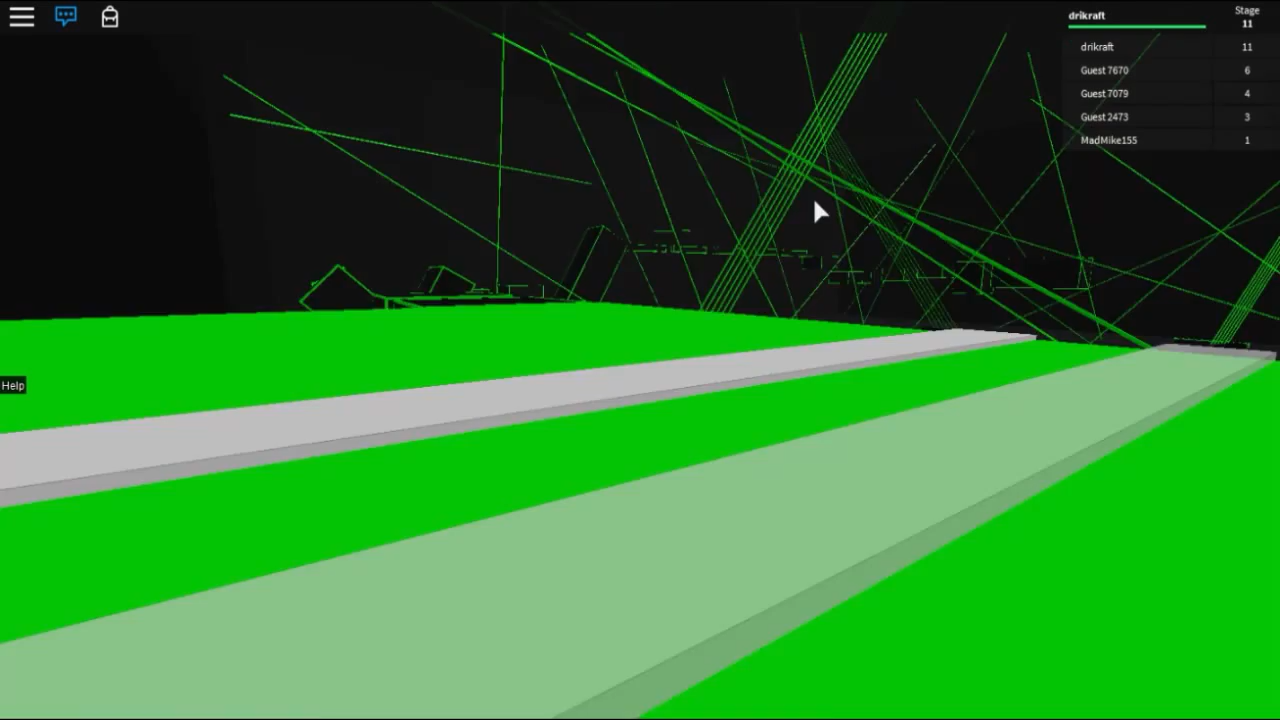 drikraft Stage
11
drikraft 11
Guest 7670 6
Guest 7079 4
Guest 2473 3
MadMike155 1
Help